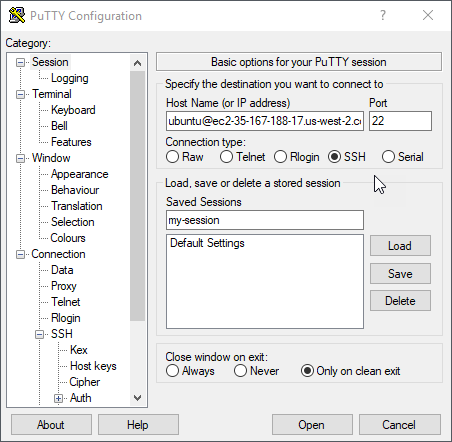 PuTTY Configuration
?
Category:
Session
Logging
Terminal
Keyboard
Bell
Features
Window
Appearance
Behaviour
Translation
Selection
Colours
Connection
Data
Proxy
Telnet
Rlogin
SSH
Kex
Host keys
Cipher
Auth
Basic options for your PuTTY session
Specify the destination you want to connect to
Host Name (or IP address) Port
ubuntu@ec2-35-167-188-17.us-west-2.c 22
Connection type:
Raw Telnet Rlogin SSH Serial
Load, save or delete a stored session
Saved Sessions
my-session
Default Settings
Load
Save
Delete
Close window on exit:
Always Never Only on clean exit
About Help Open Cancel